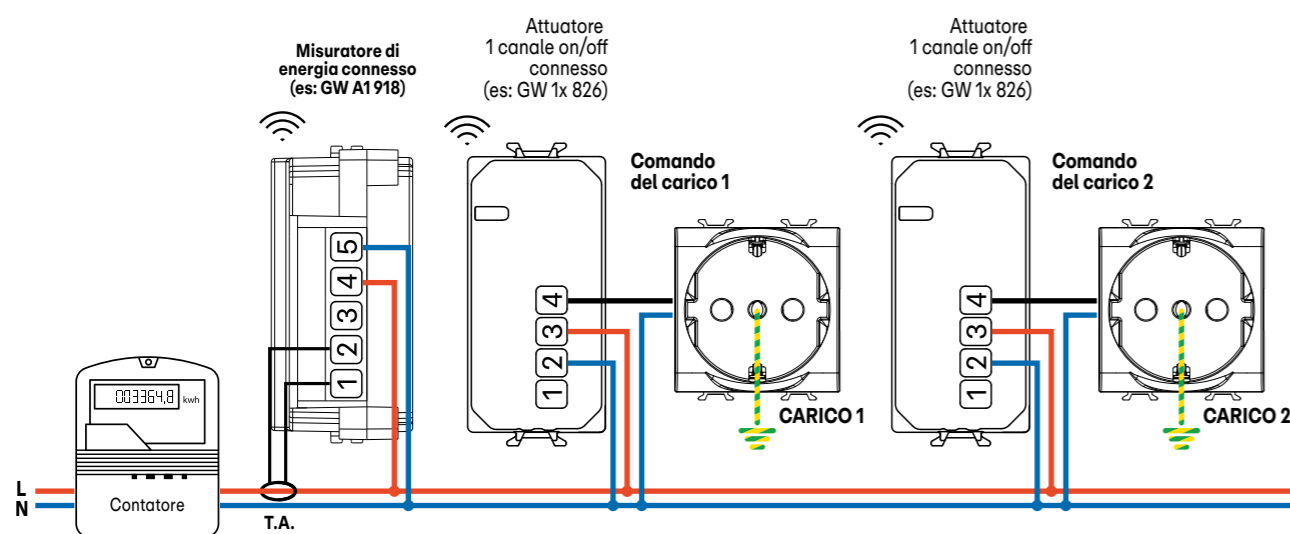 Misuratore di
energia connesso
(es: GW A1 918)
Attuatore
1 canale on/off
connesso
(es: GW 1x 826)
Attuatore
1 canale on/off
connesso
(es: GW 1x 826)
Comando
del carico 1
Comando
del carico 2
5
4
3
2
1
4
3
2
1
4
3
2
1
003364,8 kwh
CARICO 1
CARICO 2
L
N
Contatore
T.A.